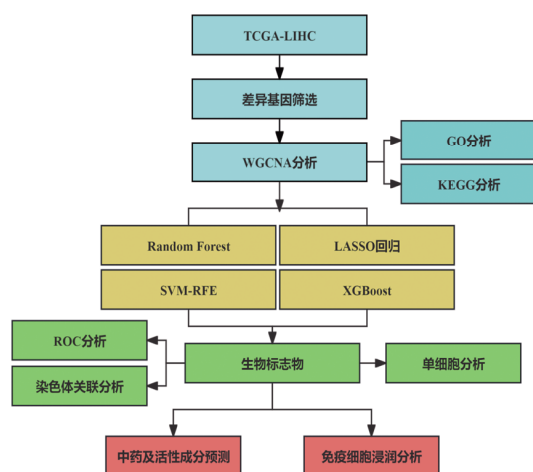 TCGA-LIHC
差异基因筛选
WGCNA分析
GO分析
KEGG分析
Random Forest
LASSO回归
SVM-RFE
XGBoost
ROC分析
染色体关联分析
生物标志物
单细胞分析
中药及活性成分预测
免疫细胞浸润分析